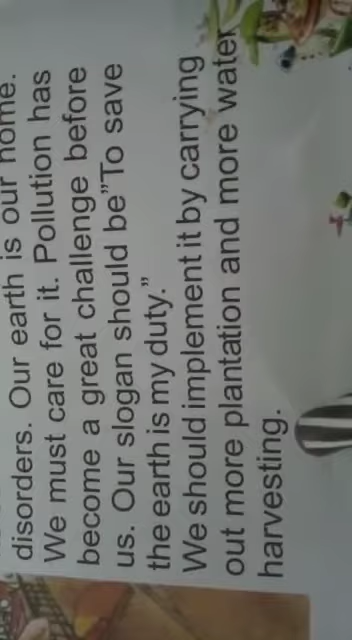 disorders. Our earth is our home.
We must care for it. Pollution has
become a great challenge before
us. Our slogan should be"To save
the earth is my duty."
We should implement it by carrying
out more plantation and more water
harvesting.